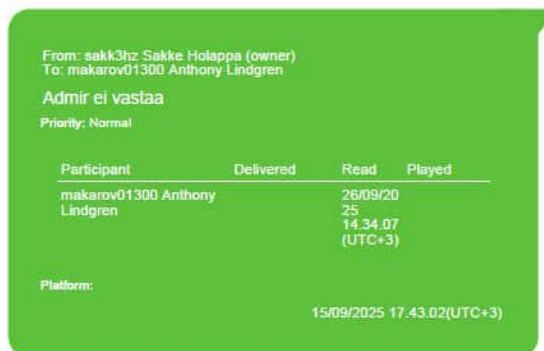 From: sakk3hz Sakke Holappa (owner)
To: makarov01300 Anthony Lindgren
Admir ei vastaa
Priority: Normal
Participant Delivered Read Played
makarov01300 Anthony 26/09/20
Lindgren 25
14.34.07
(UTC+3)
Platform:
15/09/2025 17.43.02(UTC+3)